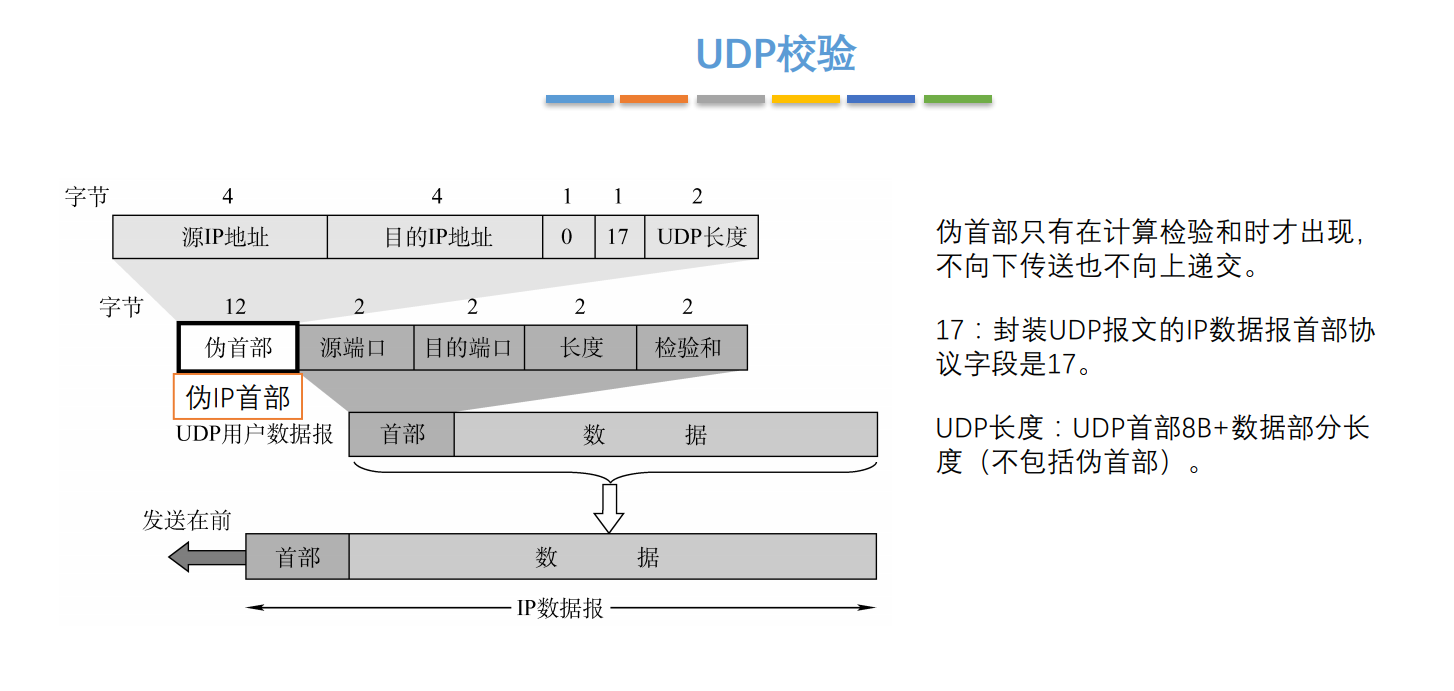 UDP校验
字节 4 4 1 1 2
源IP地址 目的IP地址 0 17 UDP长度
字节 12 2 2 2 2
伪首部 源端口 目的端口 长度 检验和
伪IP首部
UDP用户数据报 首部 数 据
发送在前
首部 数 据
IP数据报
伪首部只有在计算检验和时才出现,
不向下传送也不向上递交。
17：封装UDP报文的IP数据报首部协
议字段是17。
UDP长度：UDP首部8B+数据部分长
度（不包括伪首部）。